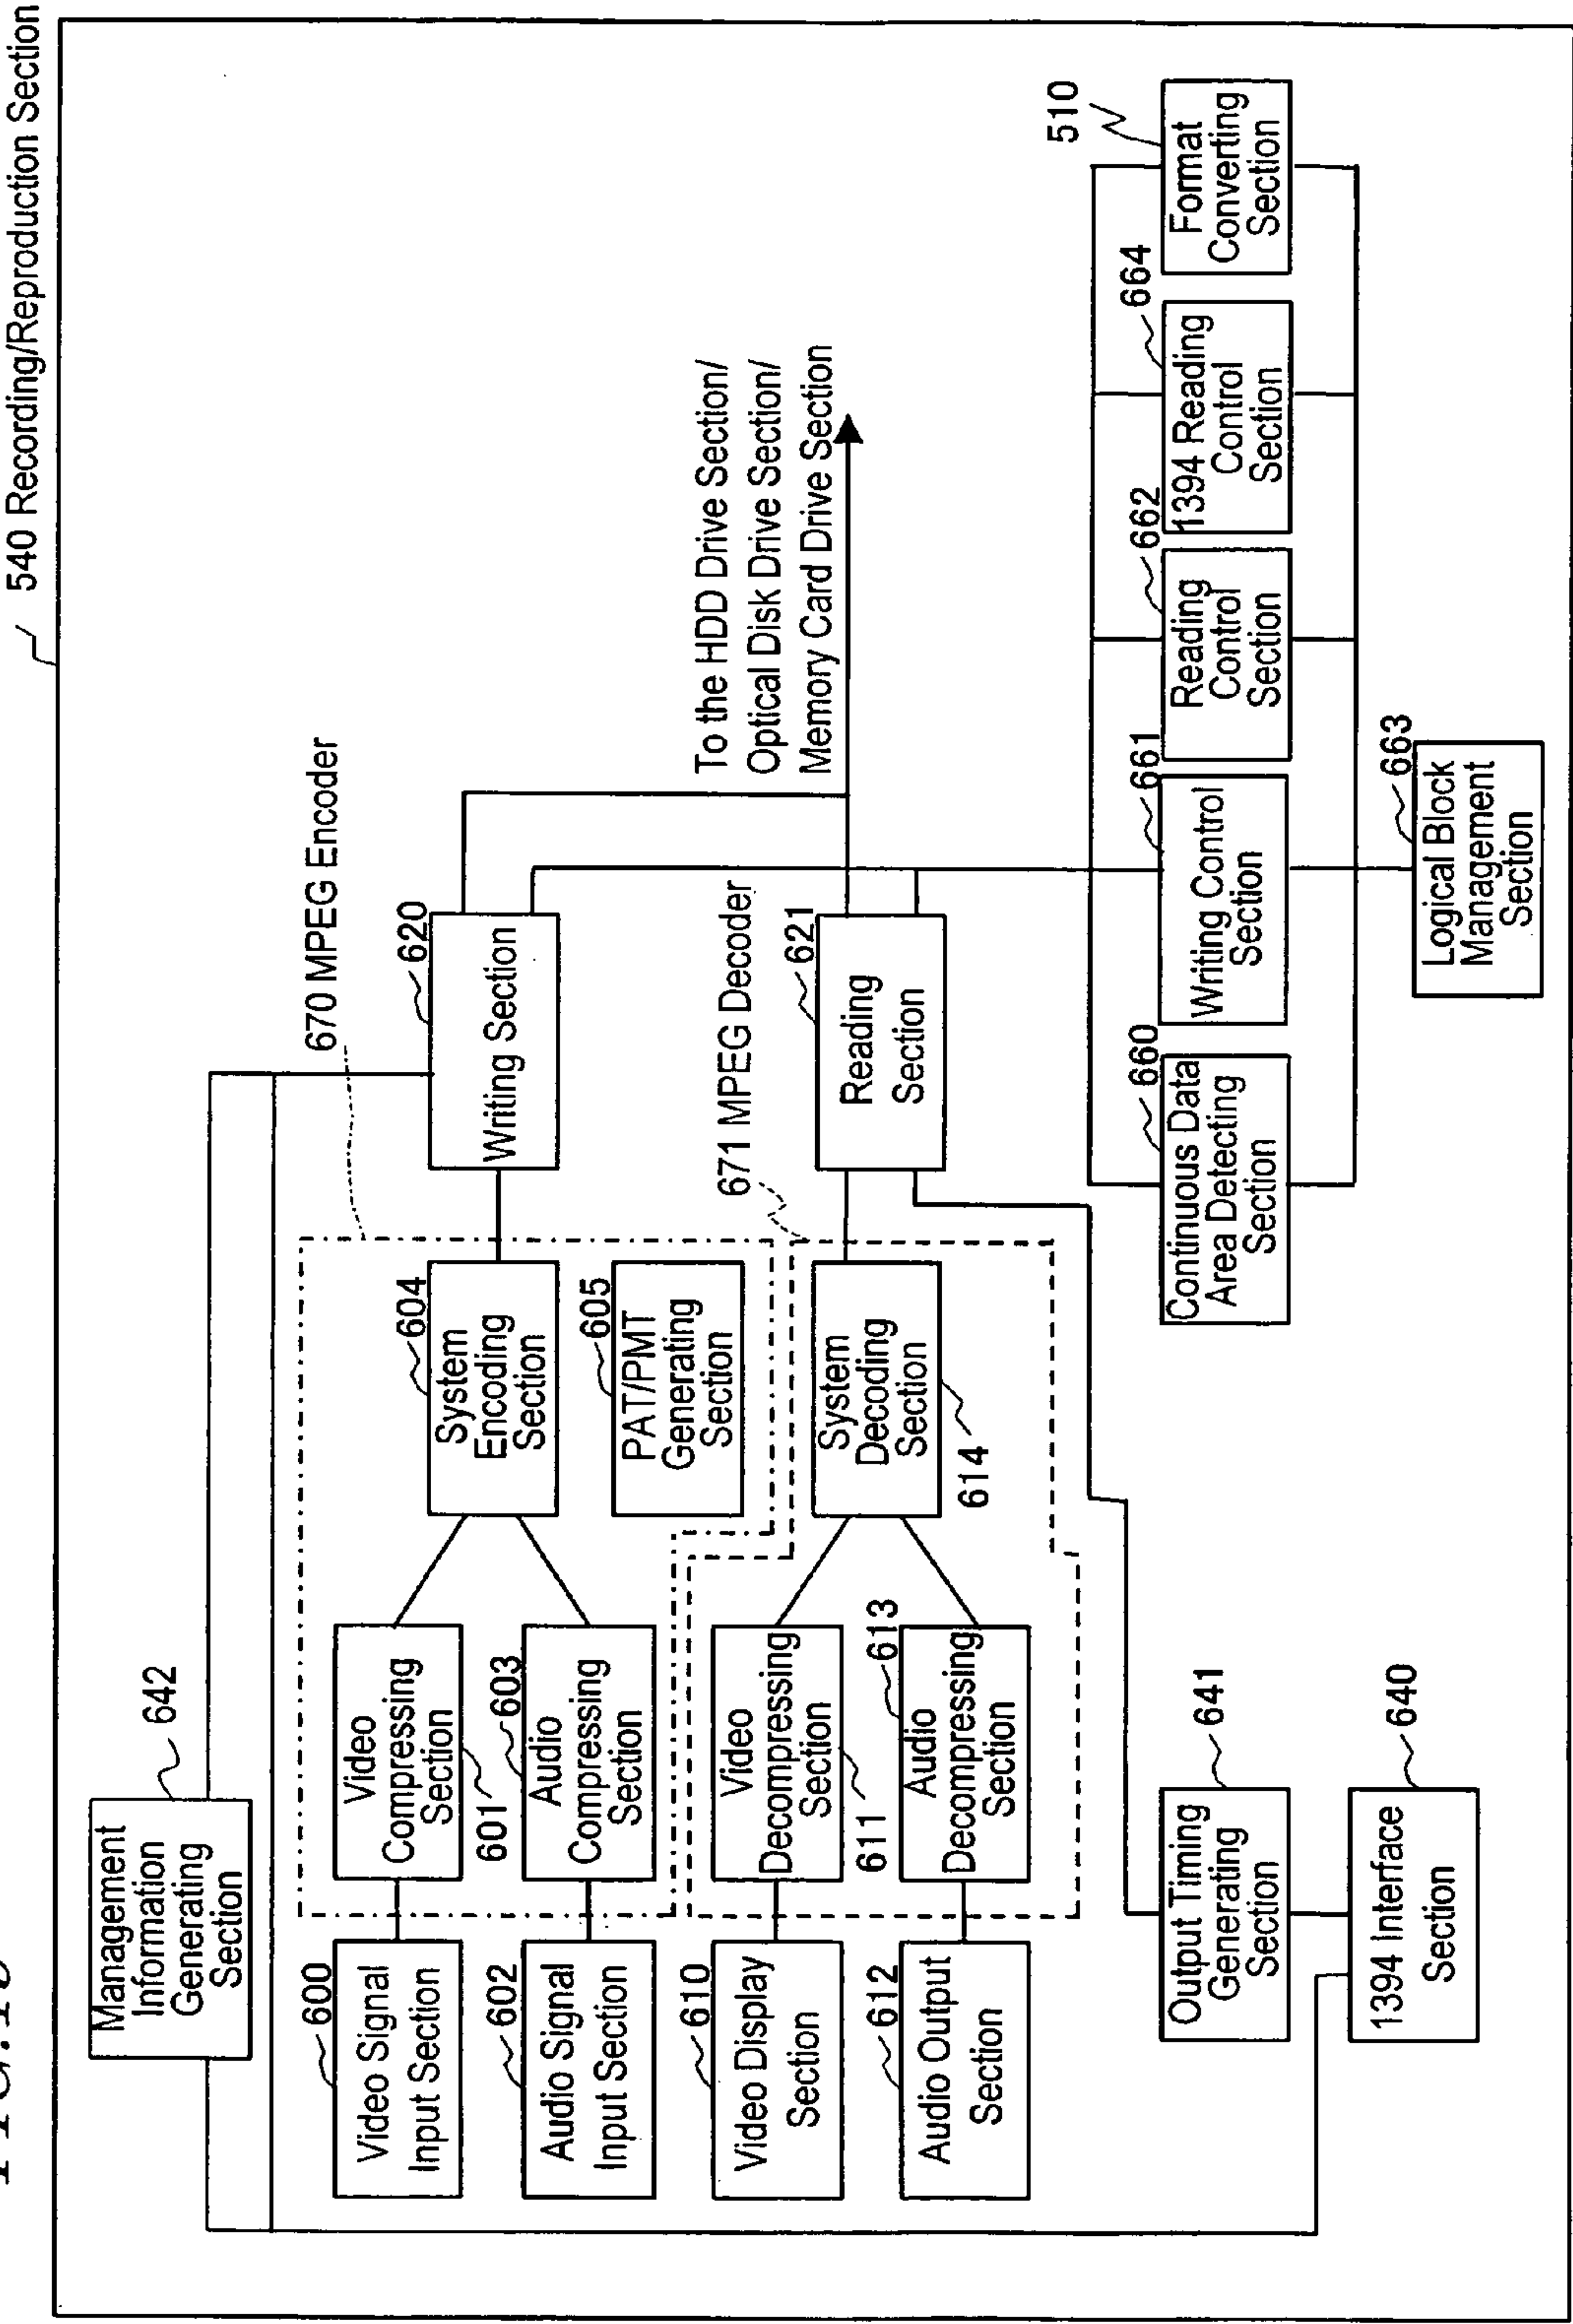 540 Recording/Reproduction Section
Management
Information
Generating
Section
642
670 MPEG Encoder
600
Video Signal
Input Section
Video
Compressing
Section
601
602
Audio Signal
Input Section
603
Audio
Compressing
Section
604
System
Encoding
Section
605
PAT/PMT
Generating
Section
620
Writing Section
To the HDD Drive Section/
Optical Disk Drive Section/
Memory Card Drive Section
671 MPEG Decoder
610
Video Display
Section
Video
Decompressing
Section
611
612
Audio Output
Section
613
Audio
Decompressing
Section
System
Decoding
Section
614
621
Reading
Section
Output Timing
Generating
Section
641
1394 Interface
Section
640
660
Continuous Data
Area Detecting
Section
661
Writing Control
Section
662
Reading
Control
Section
664
1394 Reading
Control
Section
510
Format
Converting
Section
663
Logical Block
Management
Section